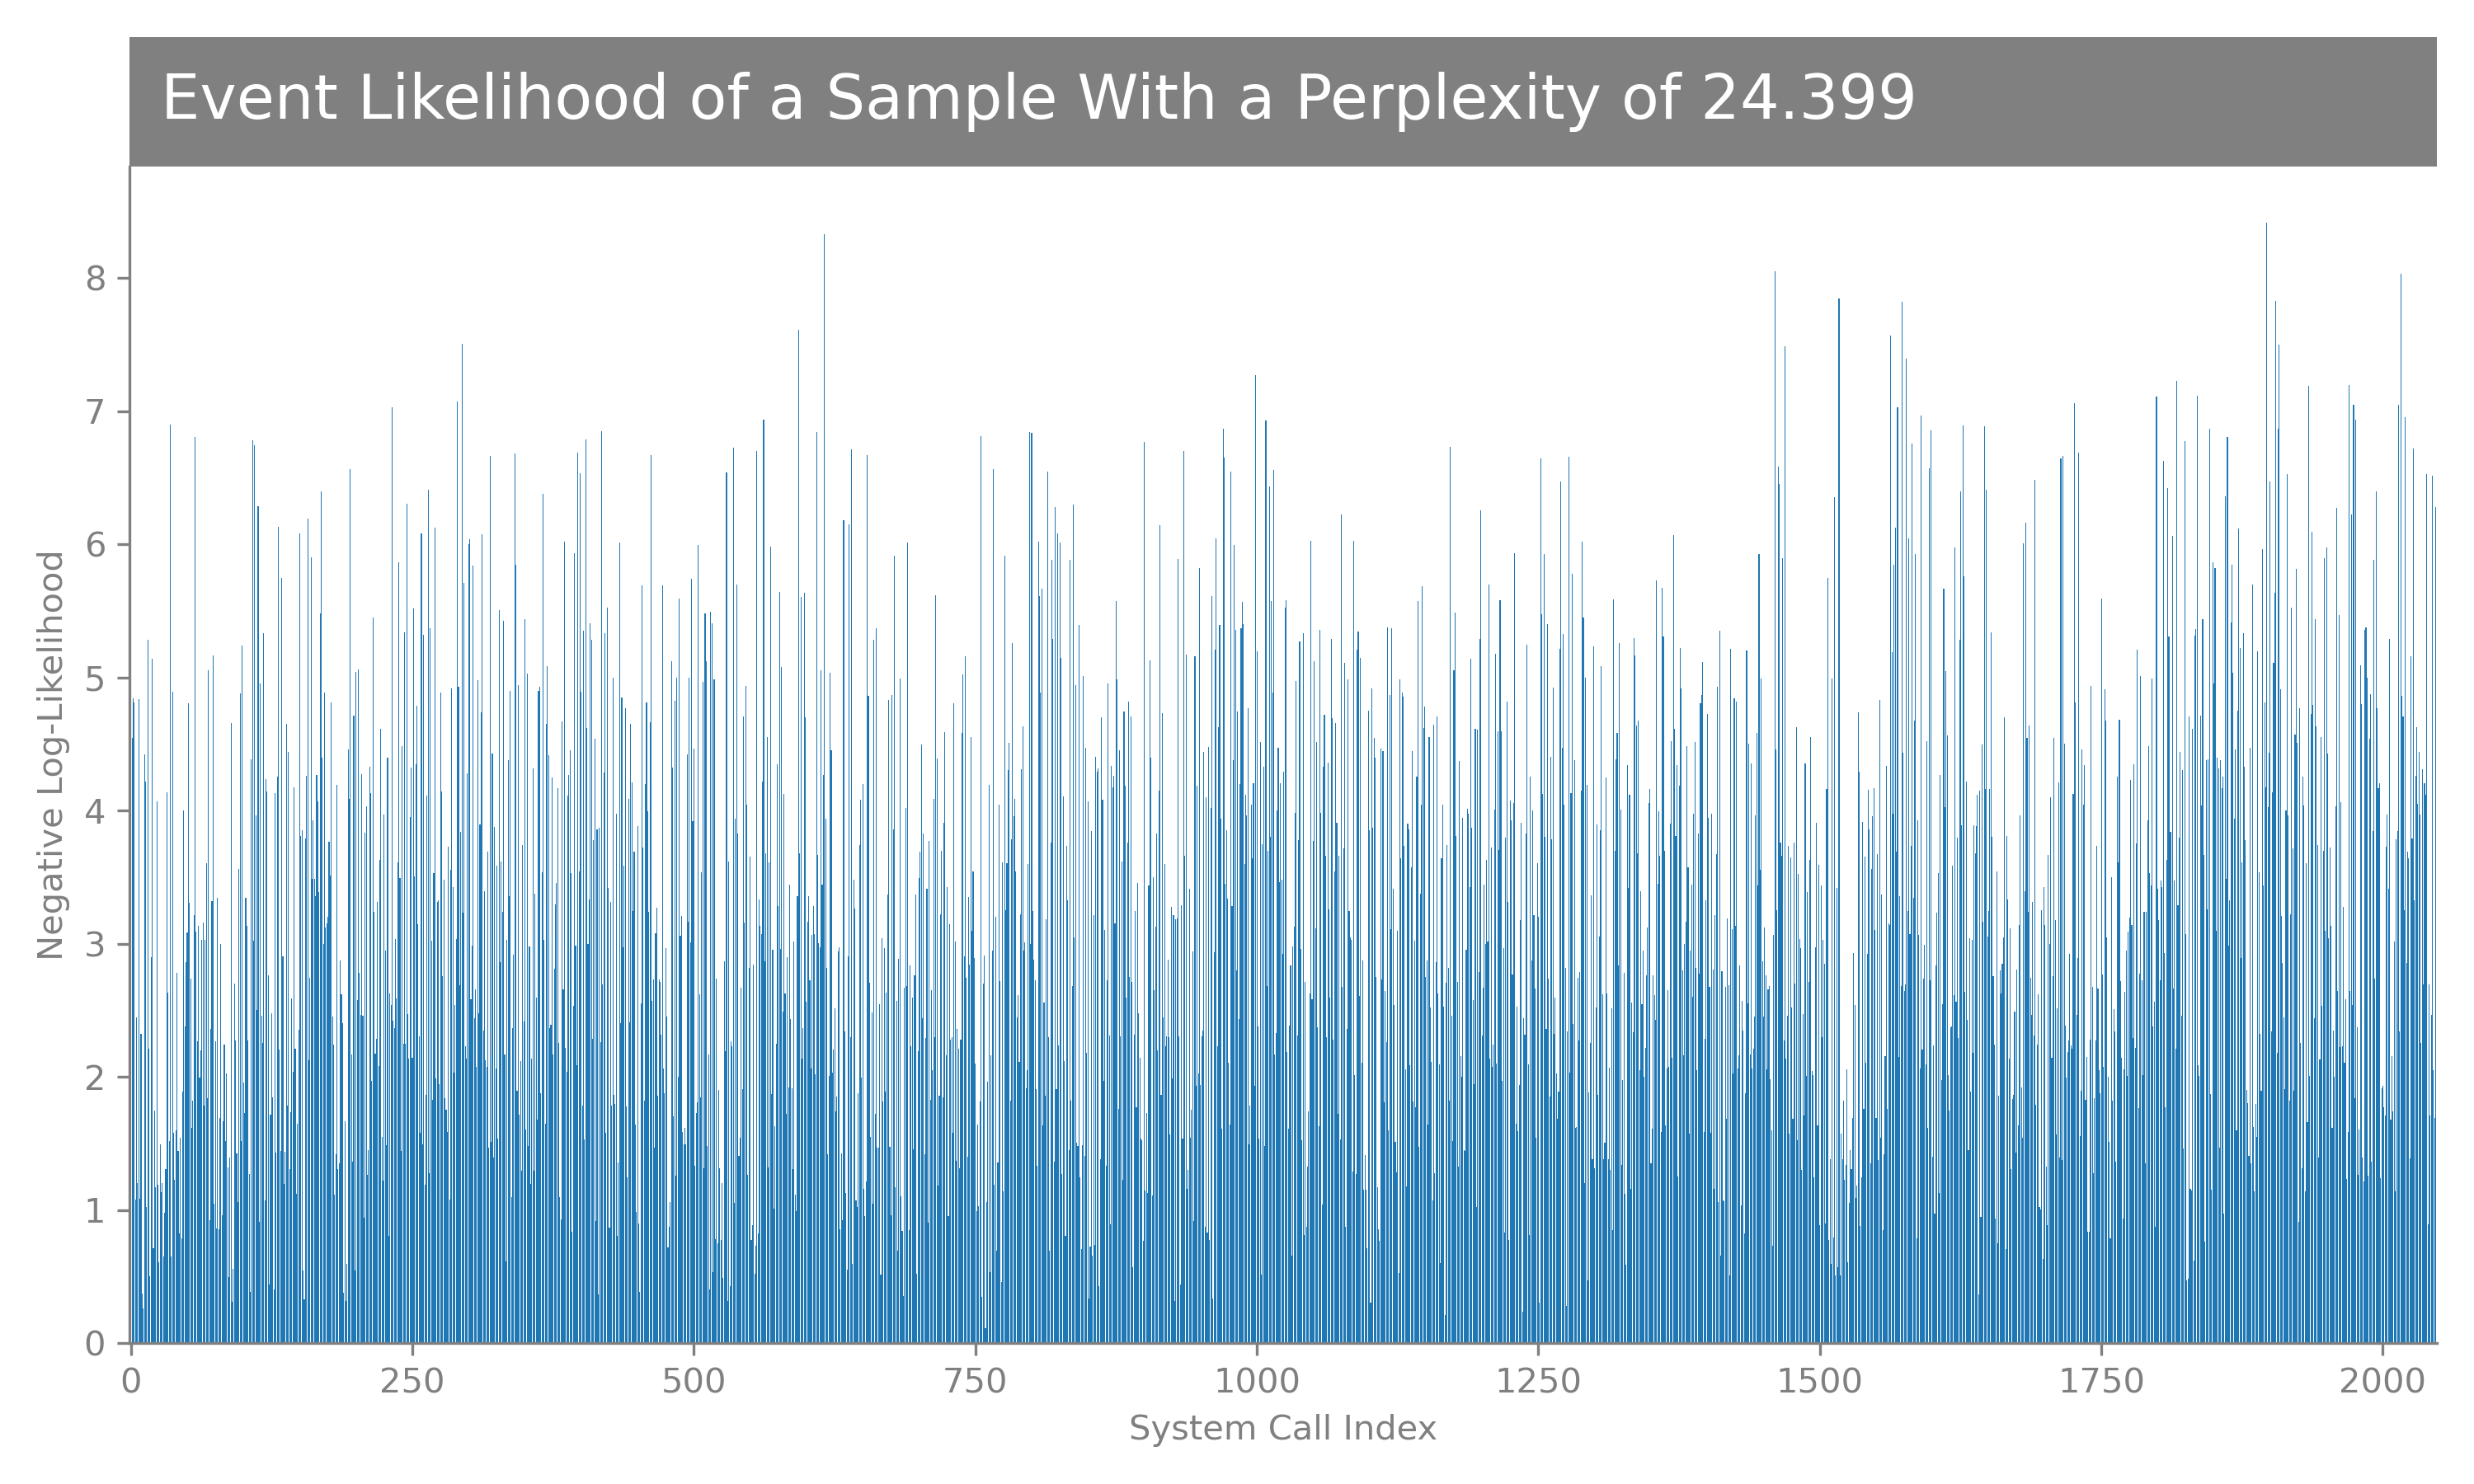 Event Likelihood of a Sample With a Perplexity of 24.399
8
7
6
5
4
3
2
1
0
Negative Log-Likelihood
0 250 500 750 1000 1250 1500 1750 2000
System Call Index